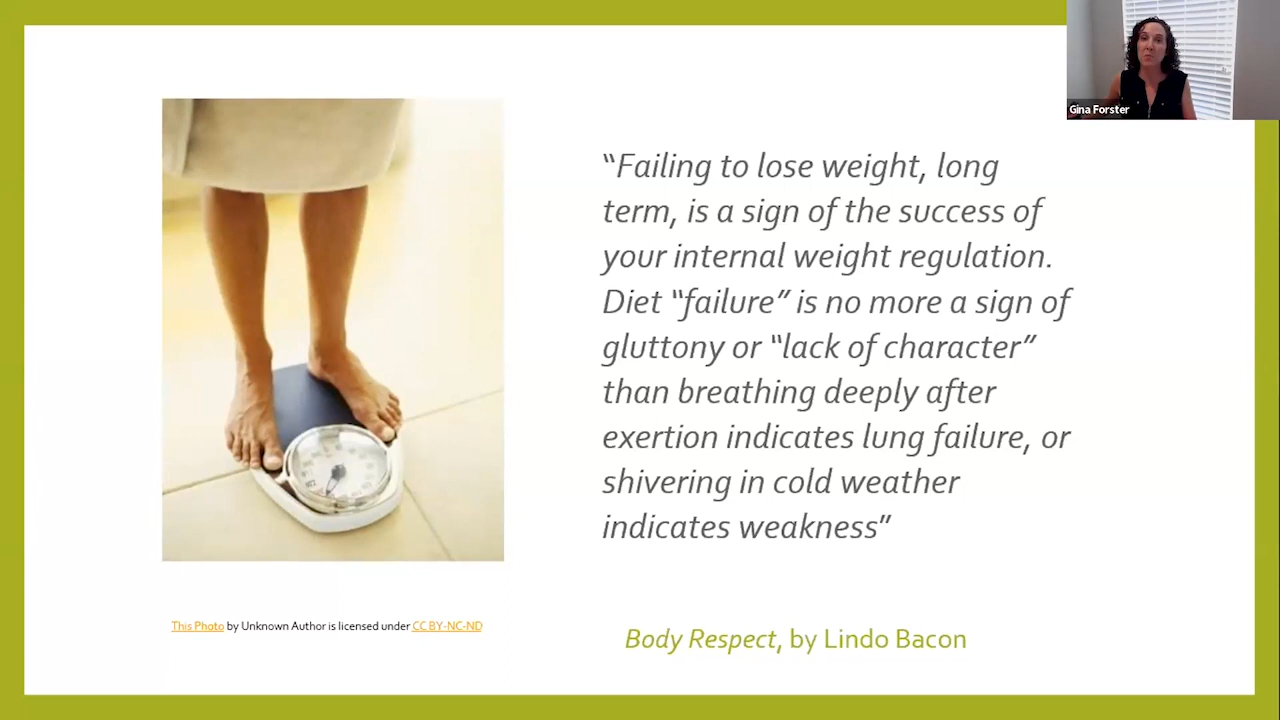 Gina Forster
“Failing to lose weight, long
term, is a sign of the success of
your internal weight regulation.
Diet “failure” is no more a sign of
gluttony or “lack of character”
than breathing deeply after
exertion indicates lung failure, or
shivering in cold weather
indicates weakness”
This Photo by Unknown Author is licensed under CC BY-NC-ND
Body Respect, by Lindo Bacon